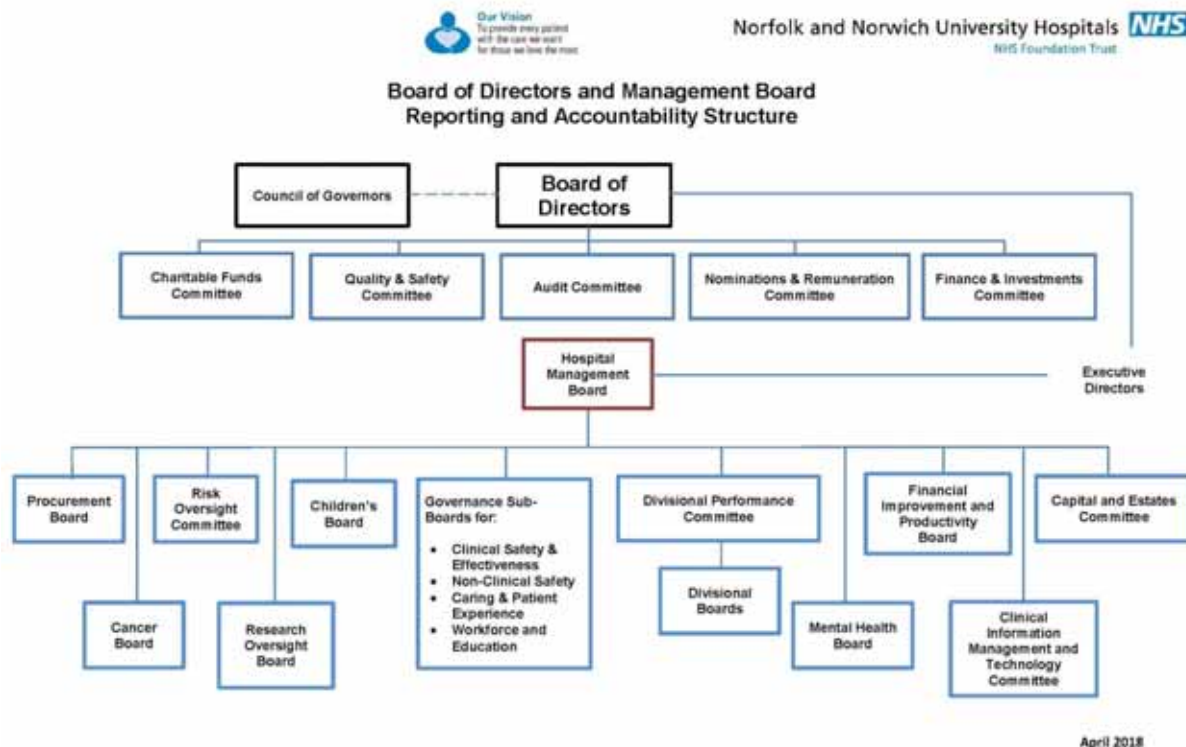 Our Vision
To provide every patient
with the care we want
for those we love the most
Norfolk and Norwich University Hospitals NHS
NHS Foundation Trust
Board of Directors and Management Board
Reporting and Accountability Structure
Council of Governors
Board of
Directors
Charitable Funds
Committee
Quality & Safety
Committee
Audit Committee
Nominations & Remuneration
Committee
Finance & Investments
Committee
Hospital
Management
Board
Executive
Directors
Procurement
Board
Risk
Oversight
Committee
Children's
Board
Governance Sub-
Boards for:
• Clinical Safety &
Effectiveness
• Non-Clinical Safety
• Caring & Patient
Experience
• Workforce and
Education
Divisional Performance
Committee
Financial
Improvement and
Productivity
Board
Capital and Estates
Committee
Cancer
Board
Research
Oversight
Board
Divisional
Boards
Mental Health
Board
Clinical
Information
Management and
Technology
Committee
April 2018